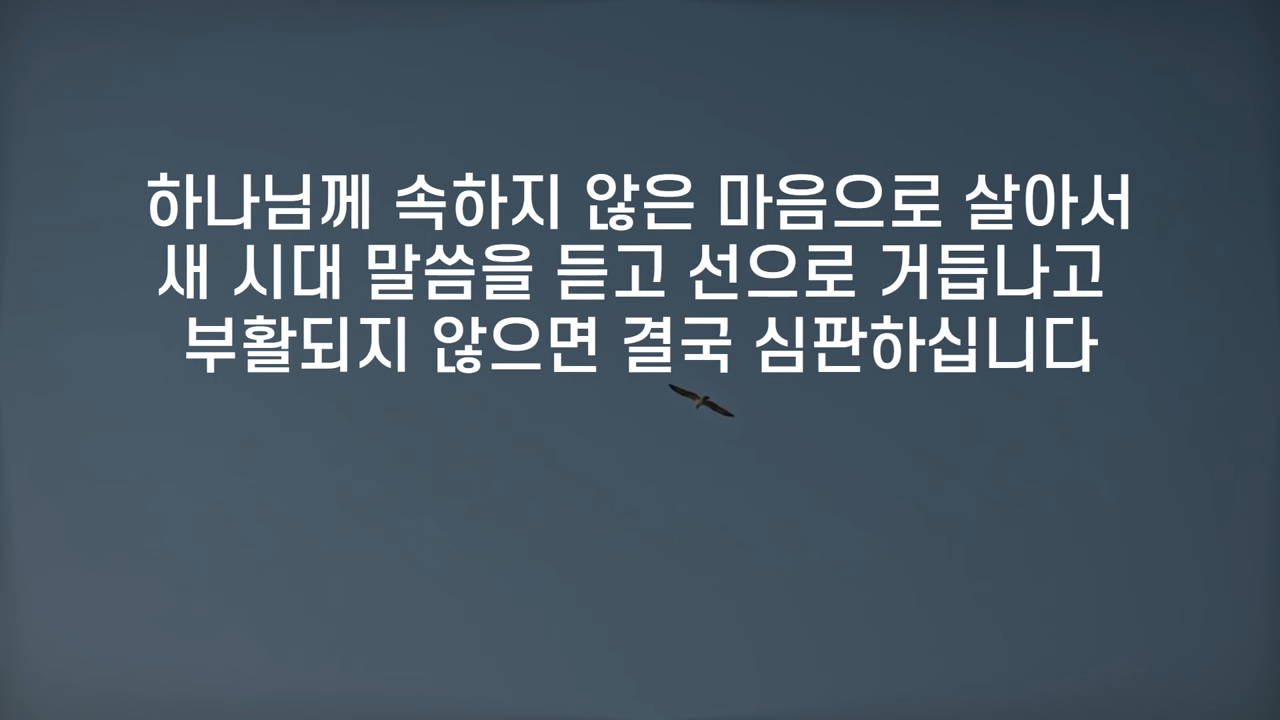 하나님께 속하지 않은 마음으로 살아서
새 시대 말씀을 듣고 선으로 거듭나고
부활되지 않으면 결국 심판하십니다